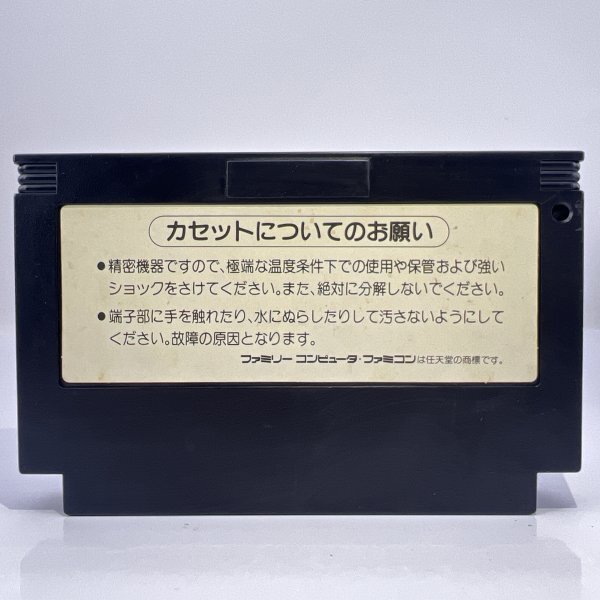 カセットについてのお願い
●精密機器ですので、極端な温度条件下での使用や保管および強い
ショックをさけてください。また、絶対に分解しないでください。
●端子部に手を触れたり、水にぬらしたりして汚さないようにして
ください。故障の原因となります。
ファミリー コンピュータ・ファミコンは任天堂の商標です。